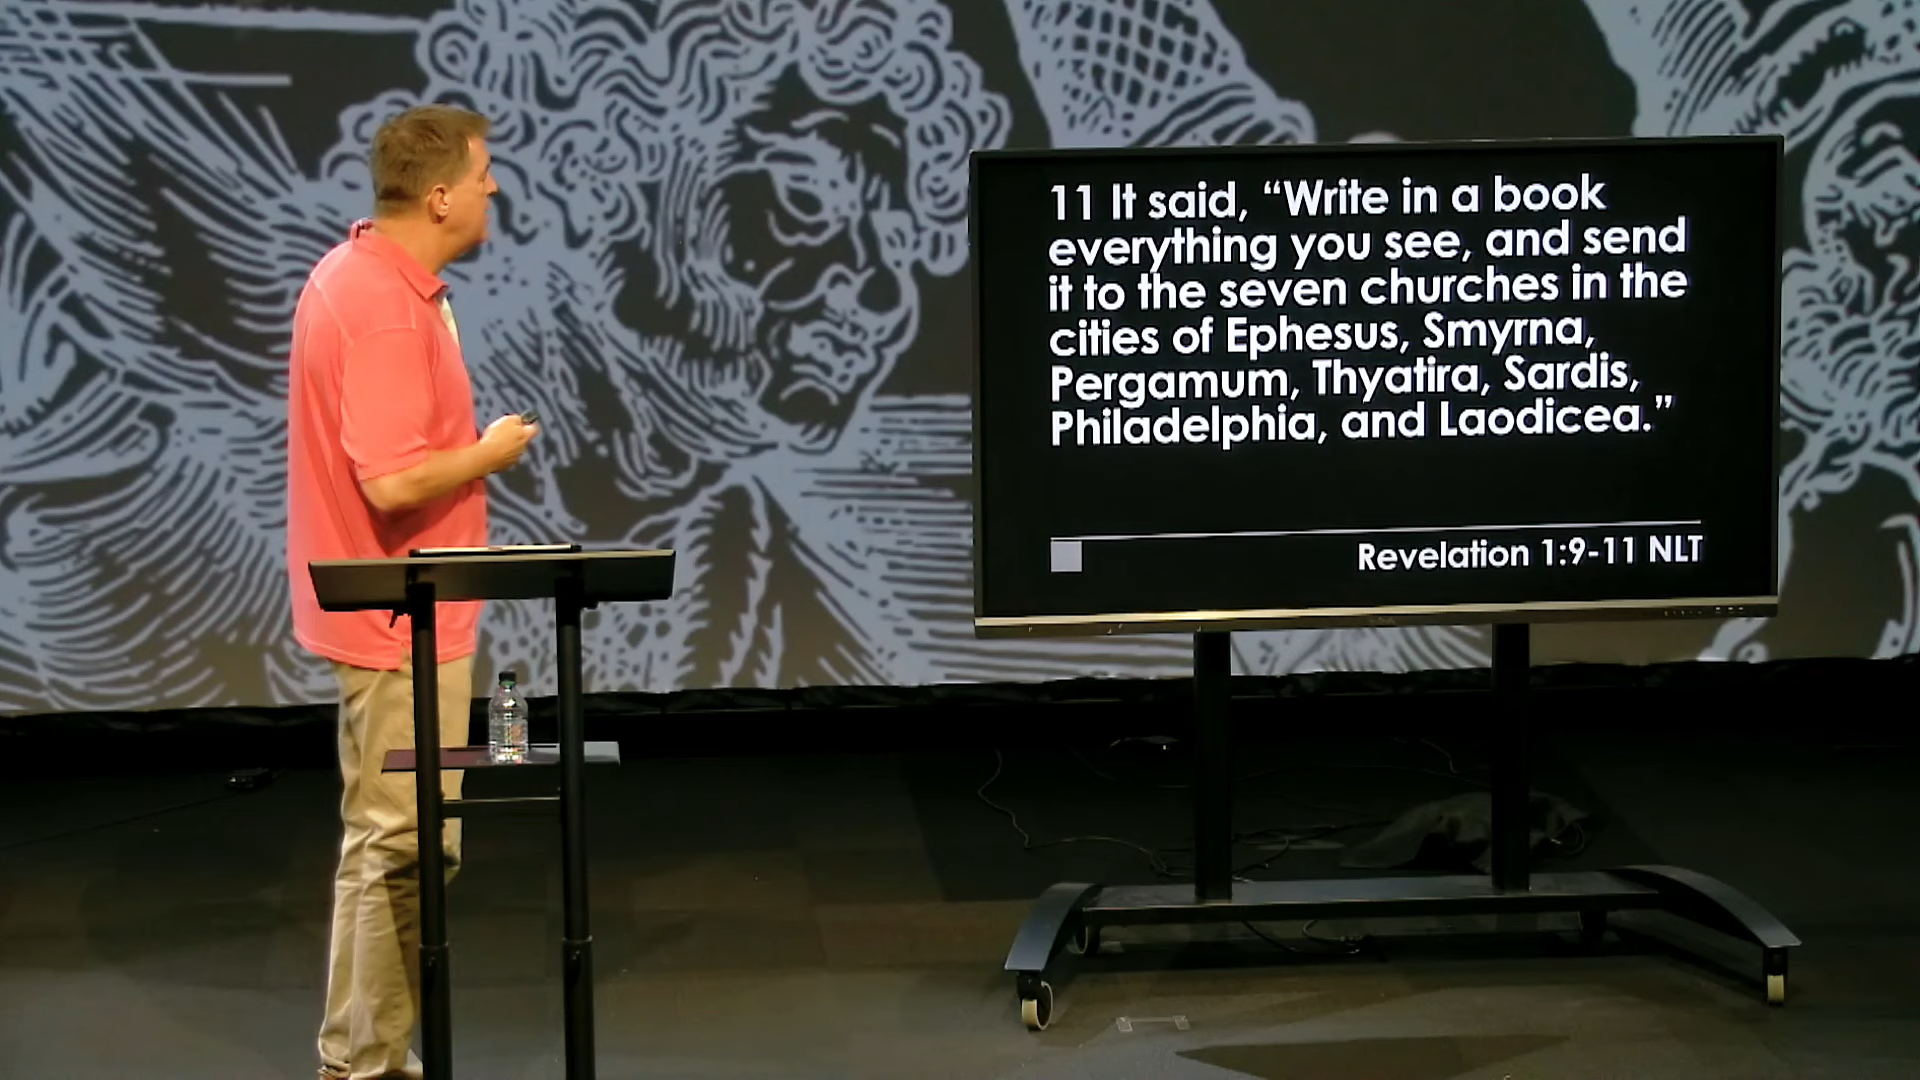 11 It said, “Write in a book
everything you see, and send
it to the seven churches in the
cities of Ephesus, Smyrna,
Pergamum, Thyatira, Sardis,
Philadelphia, and Laodicea.”
Revelation 1:9-11 NLT